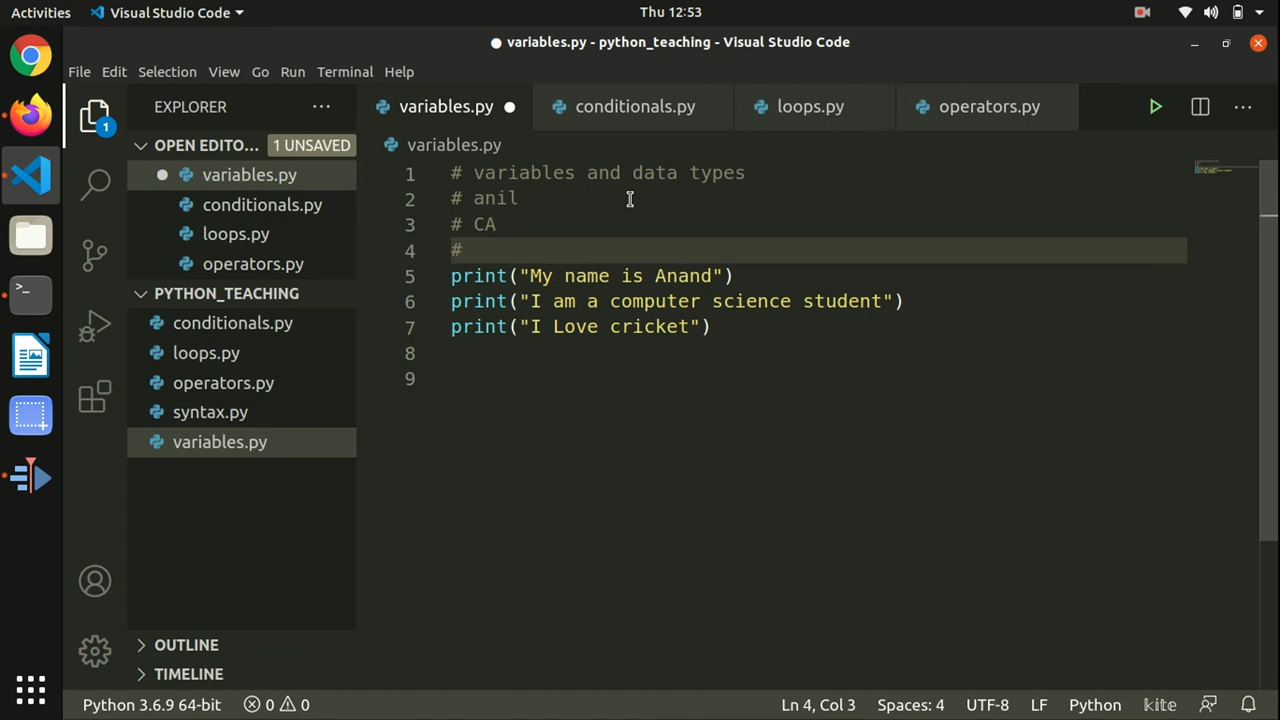 Activities Visual Studio Code Thu 12:53
variables.py - python_teaching - Visual Studio Code
File Edit Selection View Go Run Terminal Help
EXPLORER ··· variables.py conditionals.py loops.py operators.py ···
1
OPEN EDITO... 1 UNSAVED
variables.py
conditionals.py
loops.py
operators.py
PYTHON_TEACHING
conditionals.py
loops.py
operators.py
syntax.py
variables.py
OUTLINE
TIMELINE
variables.py
1 # variables and data types
2 # anil
3 # CA
4 #
5 print("My name is Anand")
6 print("I am a computer science student")
7 print("I Love cricket")
8
9
Python 3.6.9 64-bit 0 0 Ln 4, Col 3 Spaces: 4 UTF-8 LF Python kite